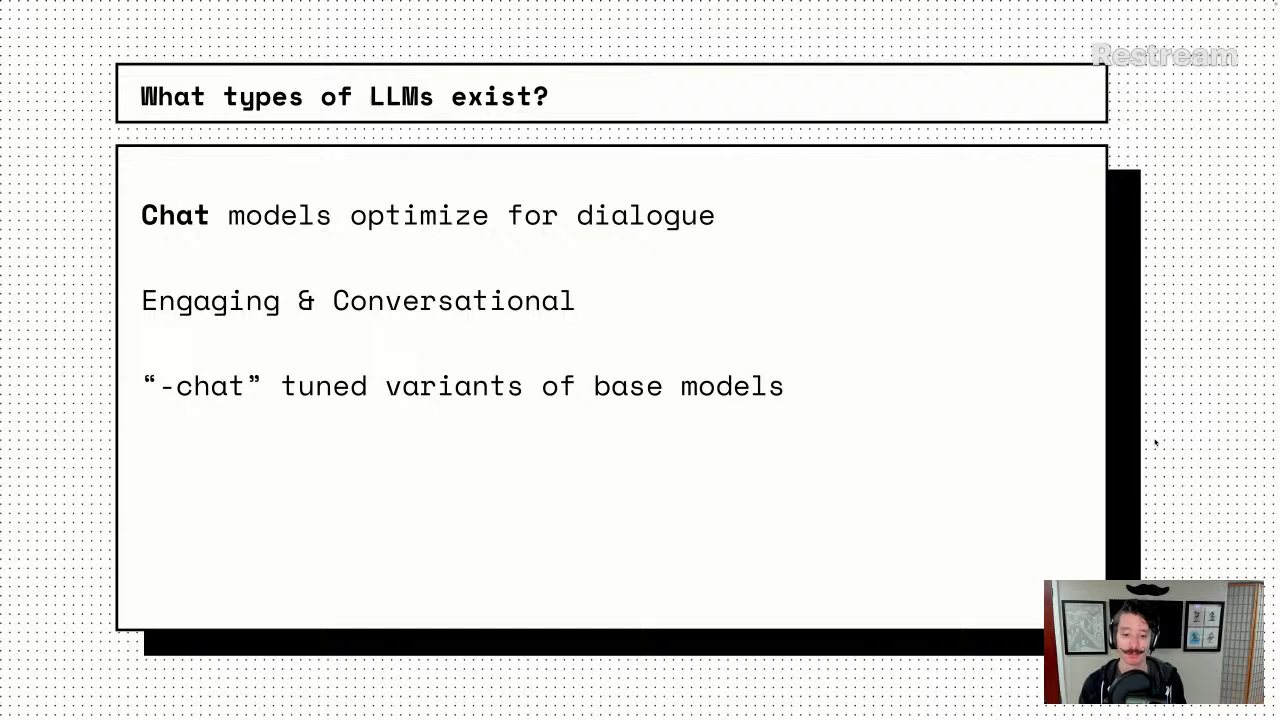 Restream
What types of LLMs exist?
Chat models optimize for dialogue
Engaging & Conversational
“-chat” tuned variants of base models